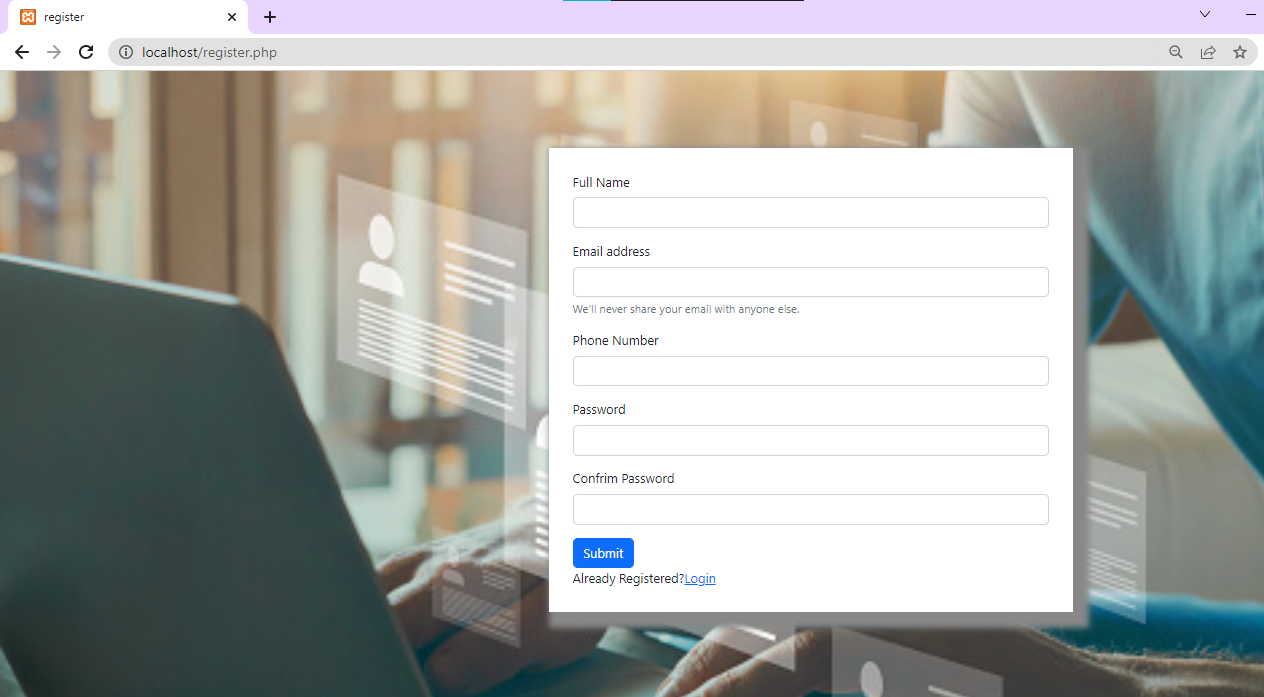 register
localhost/register.php
Full Name
Email address
We'll never share your email with anyone else.
Phone Number
Password
Confrim Password
Submit
Already Registered?Login